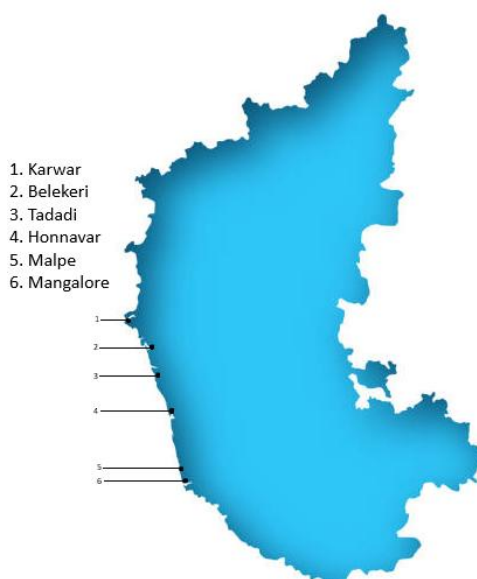 1. Karwar
2. Belekeri
3. Tadadi
4. Honnavar
5. Malpe
6. Mangalore
1
2
3
4
5
6